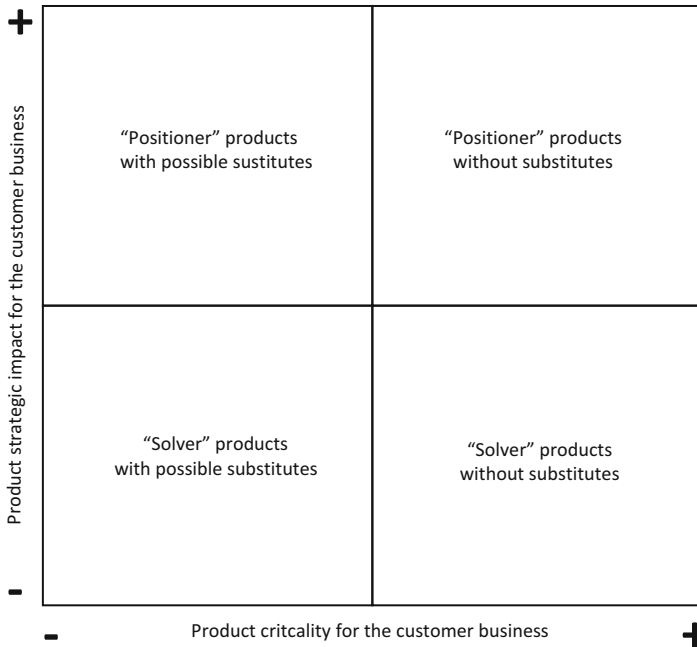 +
Product strategic impact for the customer business
“Positioner” products
with possible sustitutes
“Positioner” products
without substitutes
“Solver” products
with possible substitutes
“Solver” products
without substitutes
-
-
Product critcality for the customer business
+